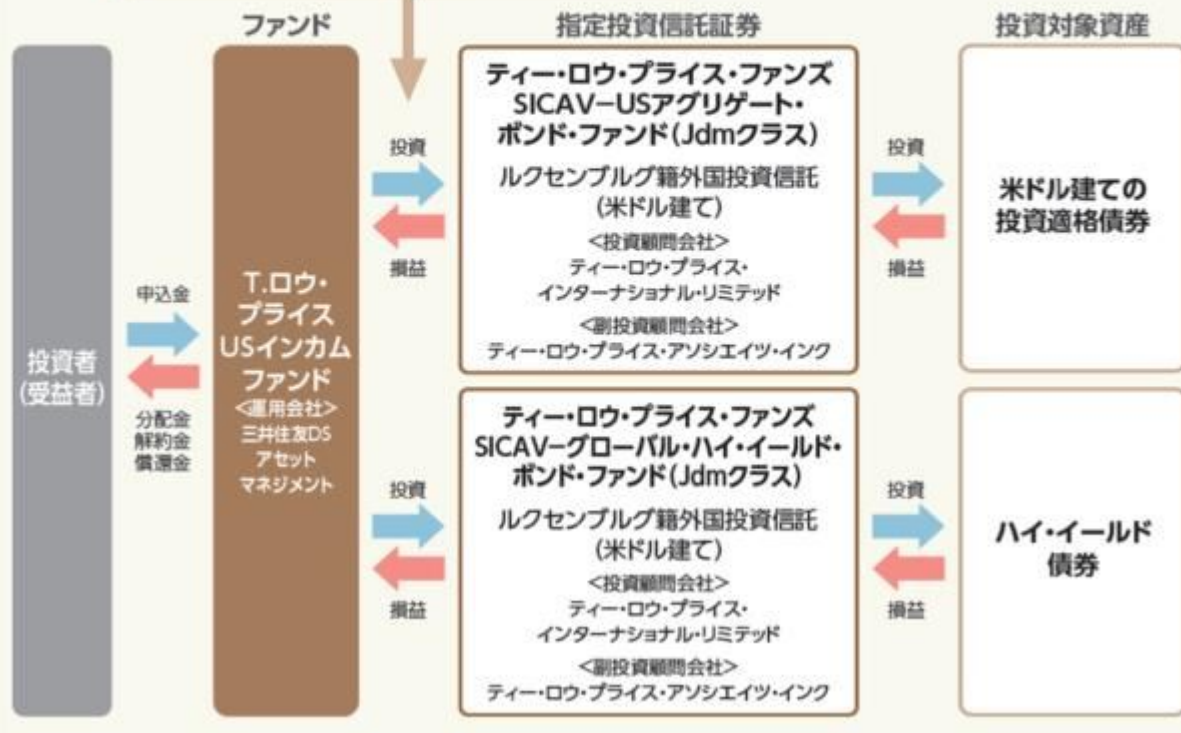 ファンド
指定投資信託証券
投資対象資産
投資者
(受益者)
申込金
分配金
解約金
償還金
T.ロウ・
プライス
USインカム
ファンド
<運用会社>
三井住友DS
アセット
マネジメント
投資
損益
ティー・ロウ・プライス・ファンズ
SICAV−USアグリゲート・
ボンド・ファンド(Jdmクラス)
ルクセンブルグ籍外国投資信託
(米ドル建て)
<投資顧問会社>
ティー・ロウ・プライス・
インターナショナル・リミテッド
<副投資顧問会社>
ティー・ロウ・プライス・アソシエイツ・インク
投資
損益
米ドル建ての
投資適格債券
投資
損益
ティー・ロウ・プライス・ファンズ
SICAV−グローバル・ハイ・イールド・
ボンド・ファンド(Jdmクラス)
ルクセンブルグ籍外国投資信託
(米ドル建て)
<投資顧問会社>
ティー・ロウ・プライス・
インターナショナル・リミテッド
<副投資顧問会社>
ティー・ロウ・プライス・アソシエイツ・インク
投資
損益
ハイ・イールド
債券